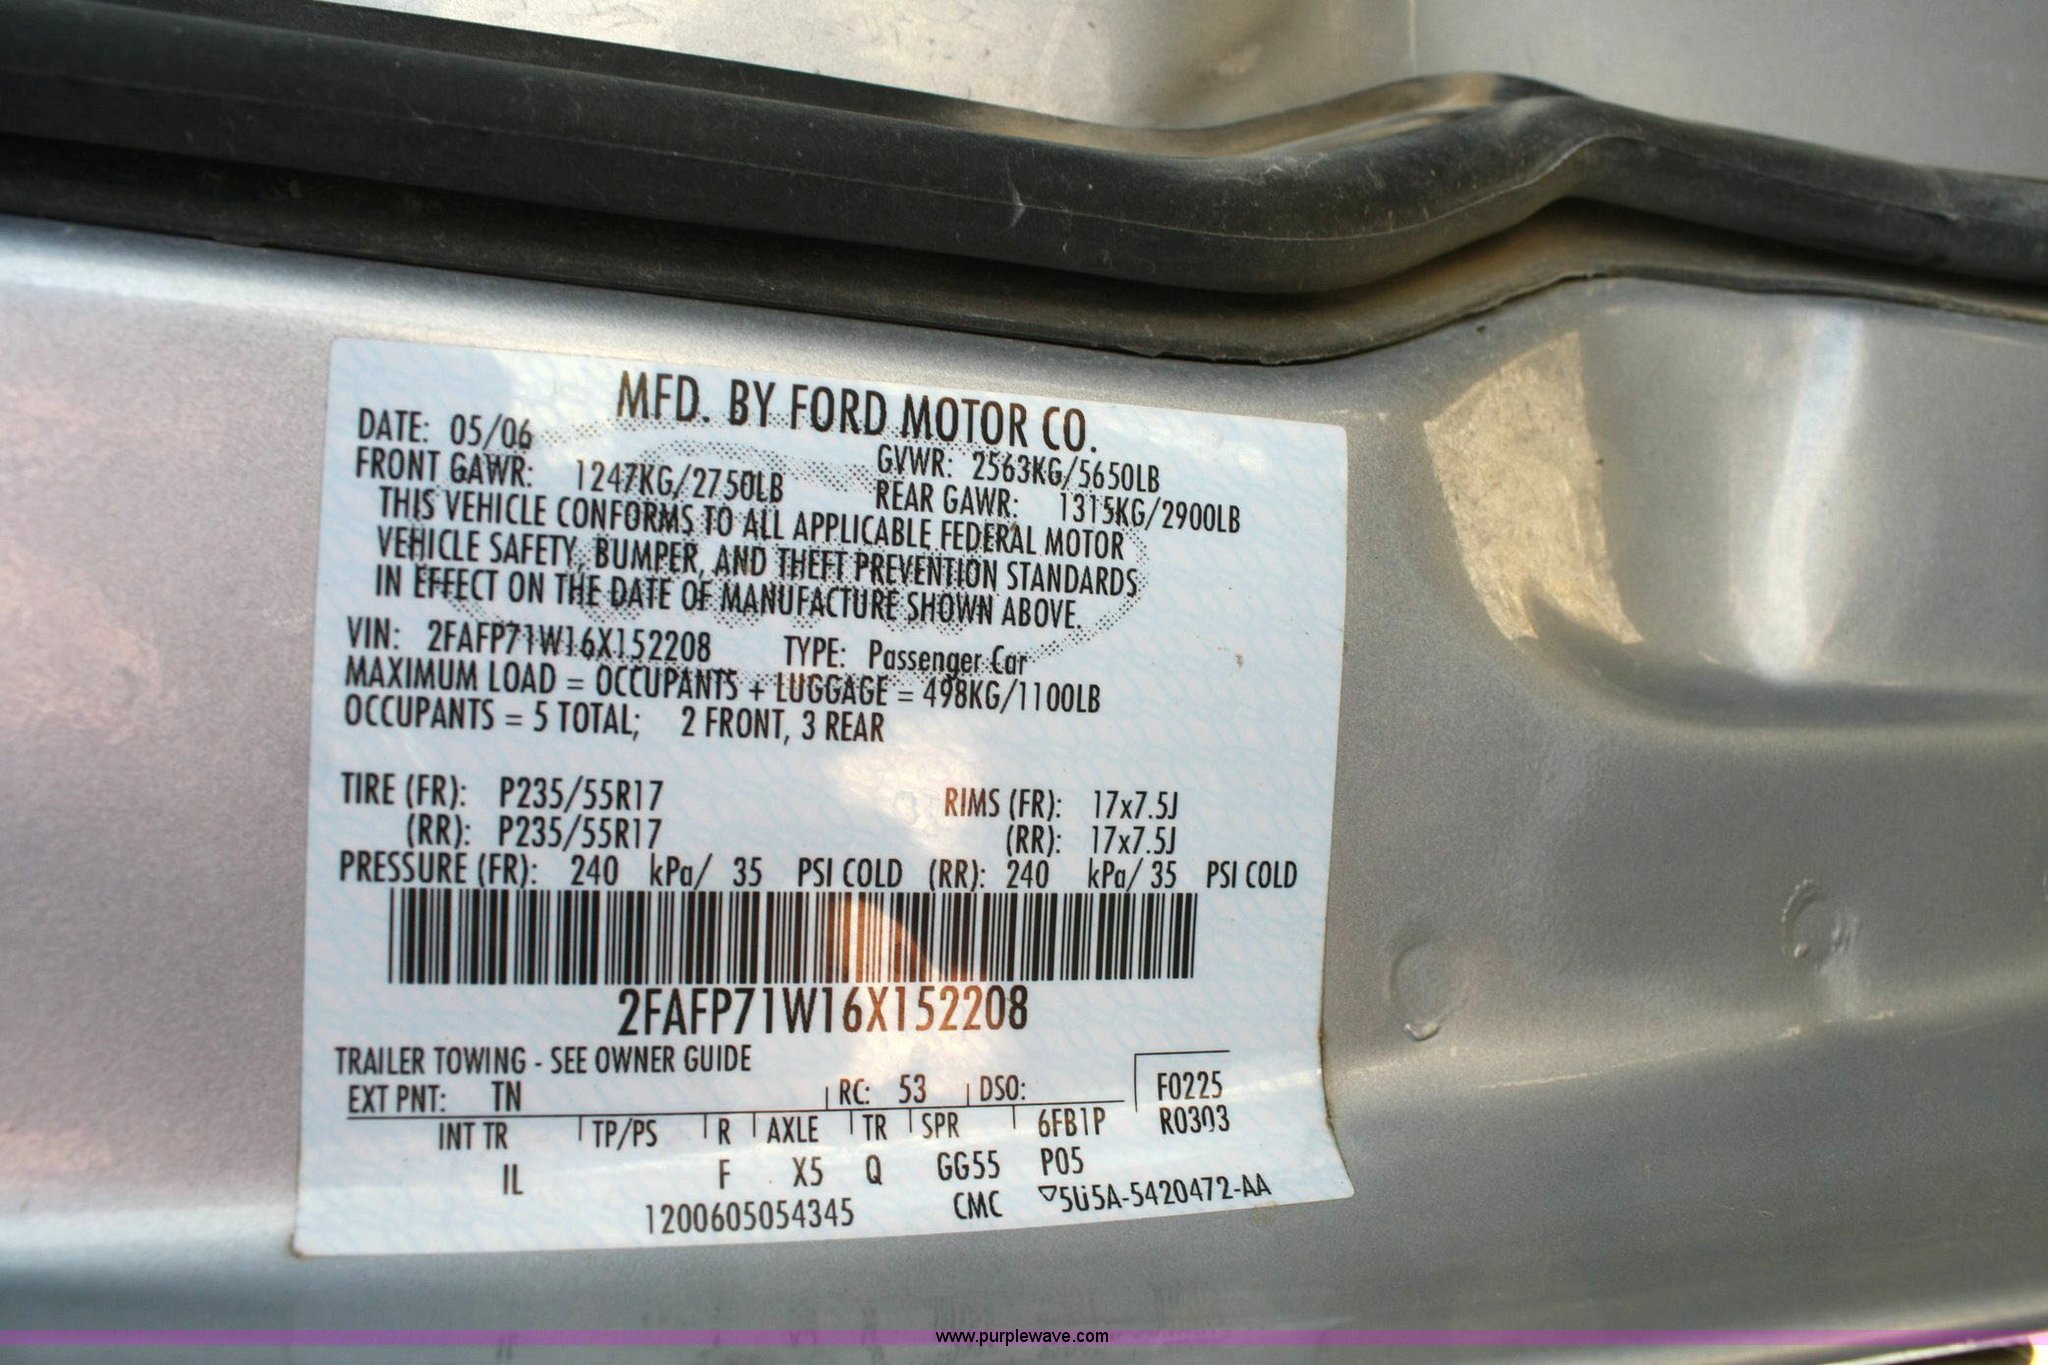 MFD. BY FORD MOTOR CO.
DATE: 05/06 GVWR: 2563KG/5650LB
FRONT GAWR: 1247KG/2750LB REAR GAWR: 1315KG/2900LB
THIS VEHICLE CONFORMS TO ALL APPLICABLE FEDERAL MOTOR
VEHICLE SAFETY, BUMPER, AND THEFT PREVENTION STANDARDS
IN EFFECT ON THE DATE OF MANUFACTURE SHOWN ABOVE.
VIN: 2FAFP71W16X152208 TYPE: Passenger Car
MAXIMUM LOAD = OCCUPANTS + LUGGAGE = 498KG/1100LB
OCCUPANTS = 5 TOTAL; 2 FRONT, 3 REAR
TIRE (FR): P235/55R17 RIMS (FR): 17x7.5J
(RR): P235/55R17 (RR): 17x7.5J
PRESSURE (FR): 240 kPa/ 35 PSI COLD (RR): 240 kPa/ 35 PSI COLD
2FAFP71W16X152208
TRAILER TOWING - SEE OWNER GUIDE
EXT PNT: TN RC: 53 DSO: F0225
INT TR TP/PS R AXLE TR SPR 6FB1P R0303
IL F X5 Q GG55 P05
1200605054345 CMC ▽5U5A-5420472-AA
www.purplewave.com